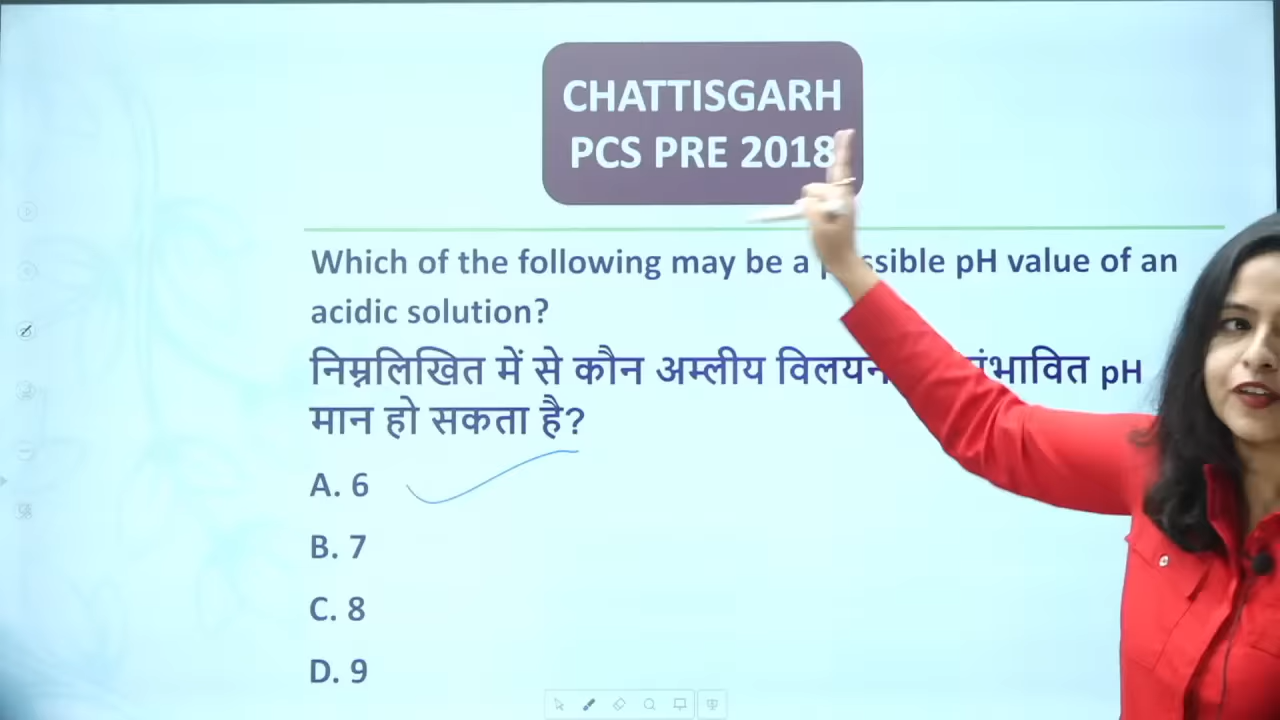 CHATTISGARH
PCS PRE 2018
Which of the following may be a possible pH value of an
acidic solution?
निम्नलिखित में से कौन अम्लीय विलयन संभावित pH
मान हो सकता है?
A. 6
B. 7
C. 8
D. 9